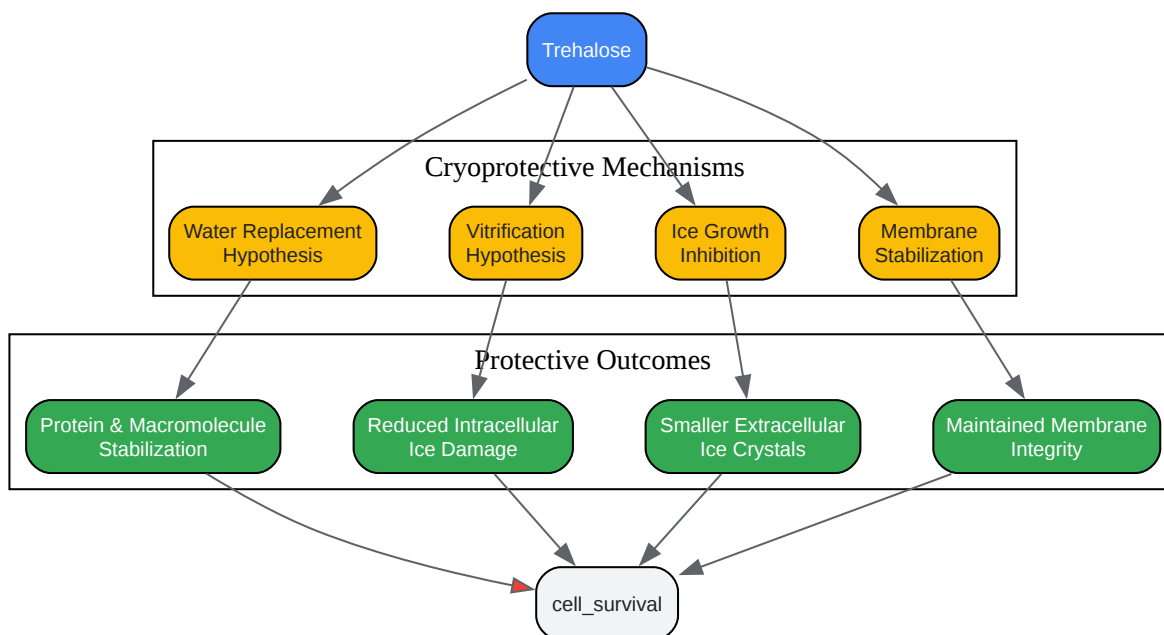 Trehalose
Cryoprotective Mechanisms
Water Replacement
Hypothesis
Vitrification
Hypothesis
Ice Growth
Inhibition
Membrane
Stabilization
Protective Outcomes
Protein & Macromolecule
Stabilization
Reduced Intracellular
Ice Damage
Smaller Extracellular
Ice Crystals
Maintained Membrane
Integrity
cell_survival